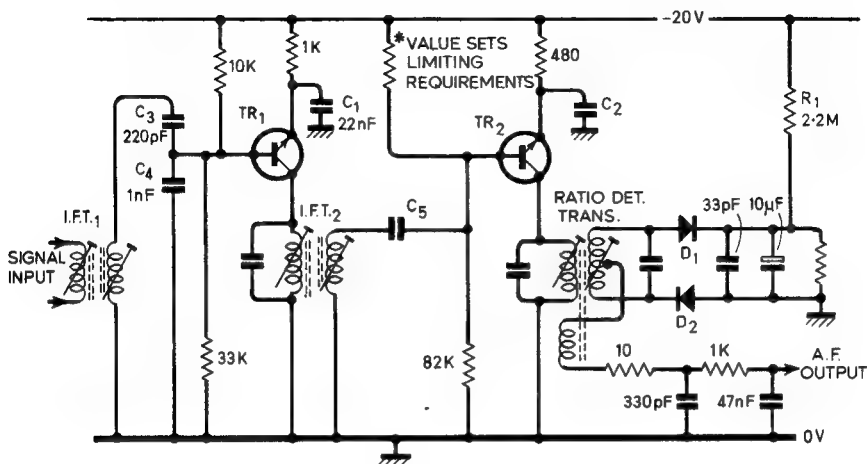 −20V
1K
10K
*VALUE SETS
LIMITING
REQUIREMENTS
480
C3
220pF
TR1
C1
22nF
TR2
C2
R1
2·2M
C4
1nF
I.F.T.1
I.F.T.2
C5
RATIO DET.
TRANS.
33pF
10µF
SIGNAL
INPUT
D1
D2
33K
82K
10
1K
A.F.
OUTPUT
330pF
47nF
0V